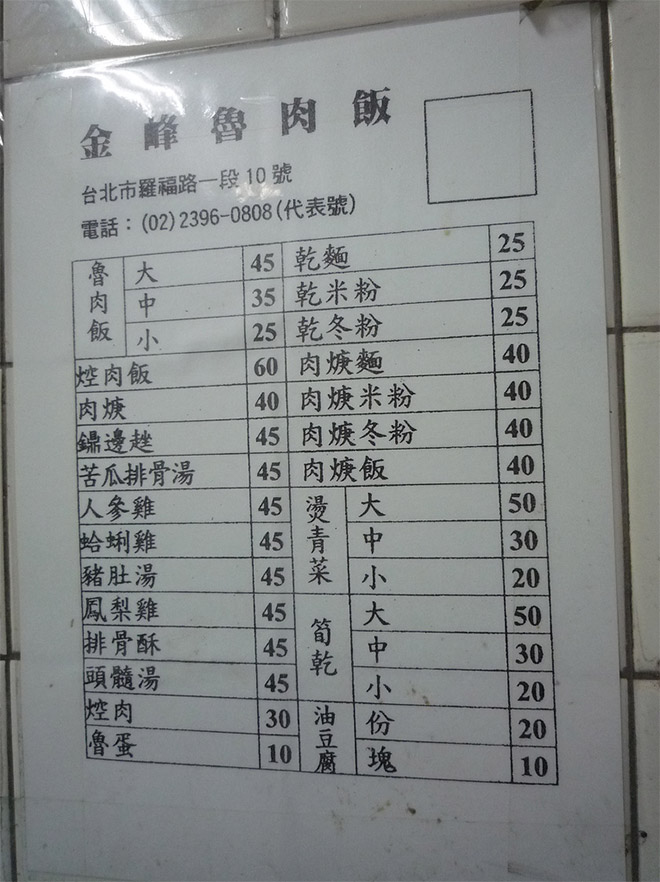 金峰魯肉飯
台北市羅福路一段10號
電話：(02)2396-0808(代表號)
魯肉飯
大 45
中 35
小 25
焢肉飯 60
肉焿 40
鐤邊趖 45
苦瓜排骨湯 45
人參雞 45
蛤蜊雞 45
豬肚湯 45
鳳梨雞 45
排骨酥 45
頭髓湯 45
焢肉 30
魯蛋 10
乾麵 25
乾米粉 25
乾冬粉 25
肉焿麵 40
肉焿米粉 40
肉焿冬粉 40
肉焿飯 40
燙青菜
大 50
中 30
小 20
筍乾
大 50
中 30
小 20
油豆腐
份 20
塊 10